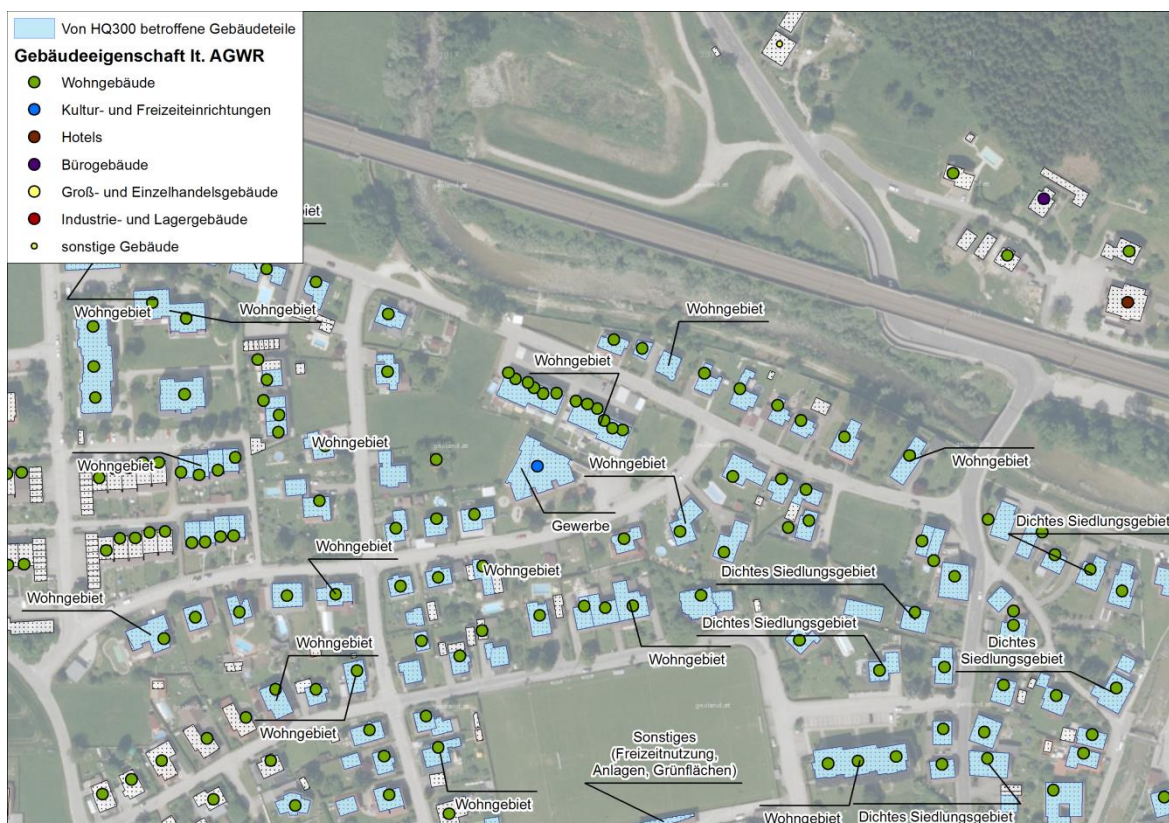 Von HQ300 betroffene Gebäudeteile
Gebäudeeigenschaft lt. AGWR
Wohngebäude
Kultur- und Freizeiteinrichtungen
Hotels
Bürogebäude
Groß- und Einzelhandelsgebäude
Industrie- und Lagergebäude
sonstige Gebäude
biet
Wohngebiet
Wohngebiet
Wohngebiet
Wohngebiet
Wohngebiet
Wohngebiet
Wohngebiet
Wohngebiet
Gewerbe
Dichtes Siedlungsgebiet
Wohngebiet
Wohngebiet
Dichtes Siedlungsgebiet
Wohngebiet
Dichtes Siedlungsgebiet
Wohngebiet
Wohngebiet
Dichtes
Siedlungsgebiet
Wohngebiet
Sonstiges
(Freizeitnutzung,
Anlagen, Grünflächen)
Wohngebiet
Wohngebiet
Dichtes Siedlungsgebiet